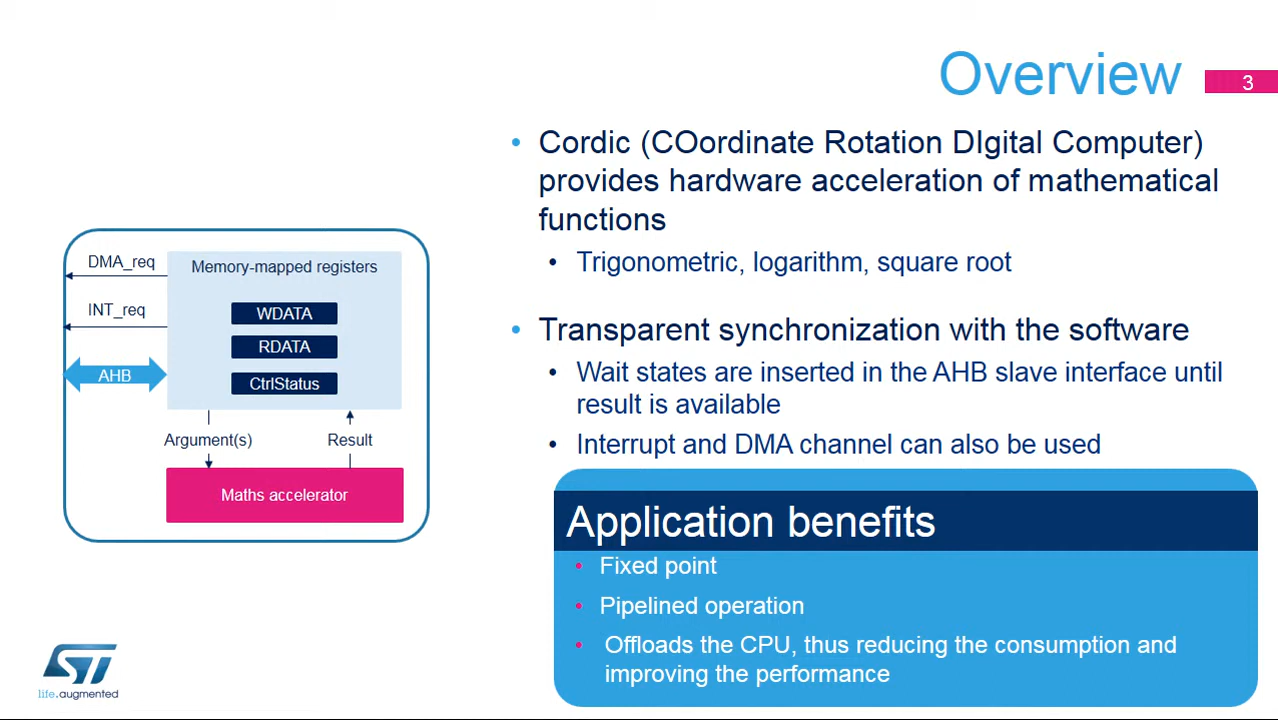 Overview
3
• Cordic (COordinate Rotation DIgital Computer)
provides hardware acceleration of mathematical
functions
• Trigonometric, logarithm, square root
• Transparent synchronization with the software
• Wait states are inserted in the AHB slave interface until
result is available
• Interrupt and DMA channel can also be used
DMA_req
INT_req
AHB
Memory-mapped registers
WDATA
RDATA
CtrlStatus
Argument(s)
Result
Maths accelerator
Application benefits
• Fixed point
• Pipelined operation
• Offloads the CPU, thus reducing the consumption and
improving the performance
ST
life.augmented